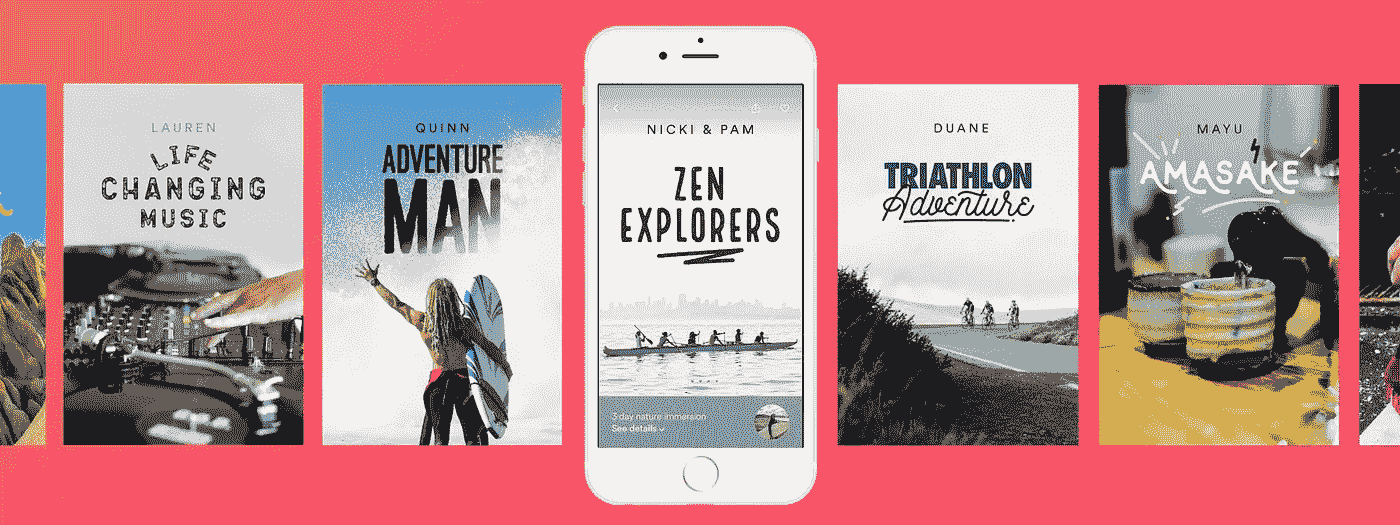 LAUREN
LIFE
CHANGING
MUSIC
QUINN
ADVENTURE
MAN
NICKI & PAM
ZEN
EXPLORERS
3 day nature immersion
See details
DUANE
TRIATHLON
Adventure
MAYU
AMASAKE